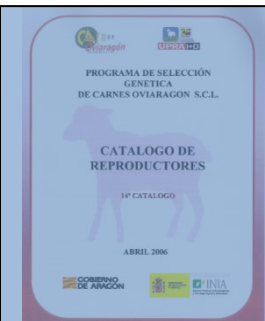 Oviaragón
UPRA
PROGRAMA DE SELECCIÓN
GENETICA
DE CARNES OVIARAGON S.C.L.
CATALOGO DE
REPRODUCTORES
14º CATALOGO
ABRIL 2006
GOBIERNO
DE ARAGON
INIA